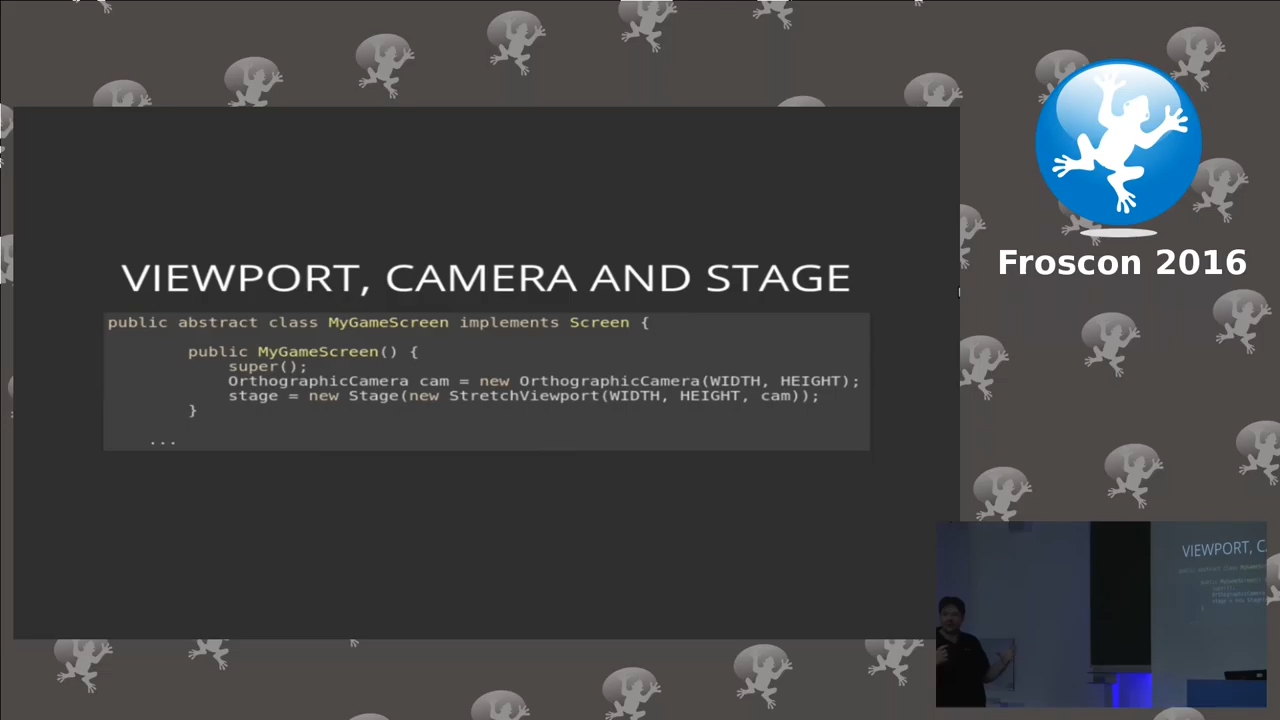 VIEWPORT, CAMERA AND STAGE
public abstract class MyGameScreen implements Screen {
public MyGameScreen() {
super();
OrthographicCamera cam = new OrthographicCamera(WIDTH, HEIGHT);
stage = new Stage(new StretchViewport(WIDTH, HEIGHT, cam));
}
...
Froscon 2016
VIEWPORT, C